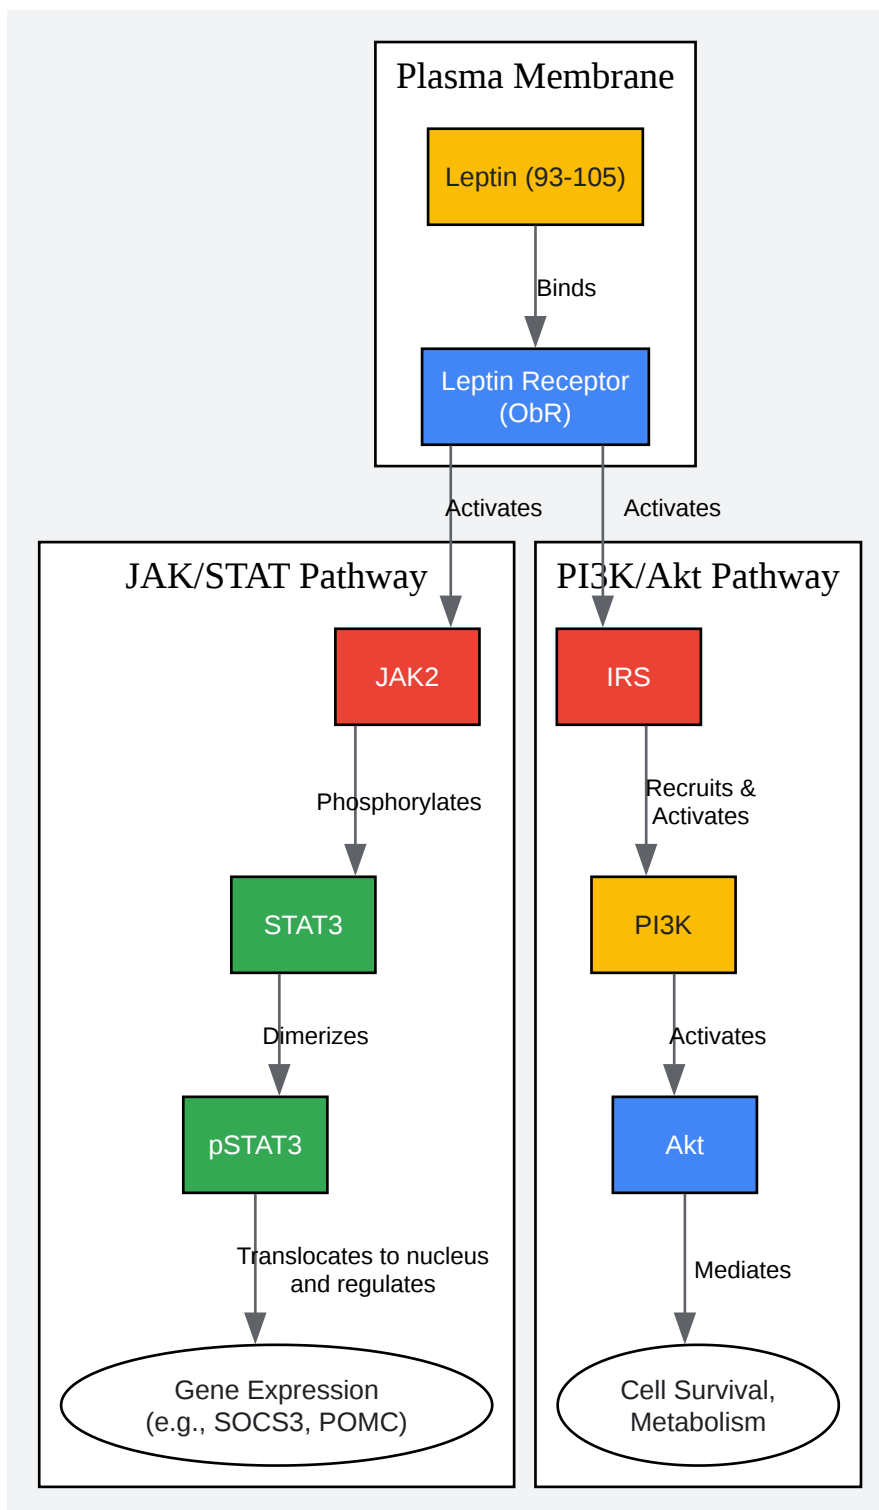 Plasma Membrane
Leptin (93-105)
Binds
Leptin Receptor
(ObR)
Activates
Activates
JAK/STAT Pathway
JAK2
Phosphorylates
STAT3
Dimerizes
pSTAT3
Translocates to nucleus
and regulates
Gene Expression
(e.g., SOCS3, POMC)
PI3K/Akt Pathway
IRS
Recruits &
Activates
PI3K
Activates
Akt
Mediates
Cell Survival,
Metabolism